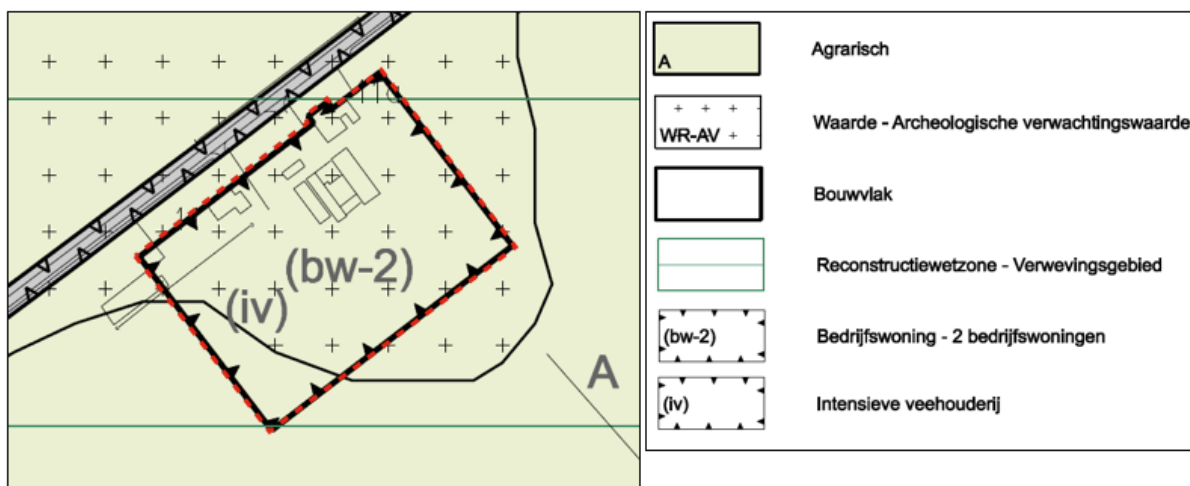 (bw-2)
(iv)
A
A
Agrarisch
WR-AV
Waarde - Archeologische verwachtingswaarde
Bouwvlak
Reconstructiewetzone - Verwevingsgebied
(bw-2)
Bedrijfswoning - 2 bedrijfswoningen
(iv)
Intensieve veehouderij